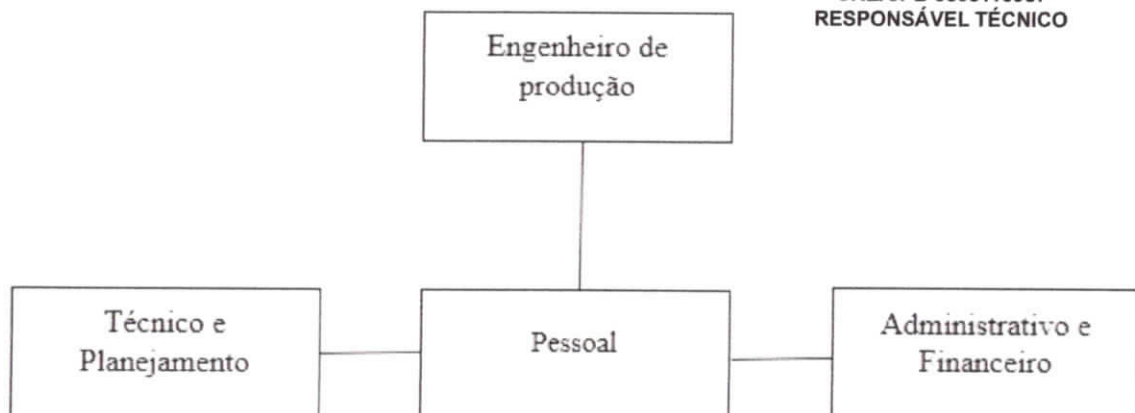 RESPONSÁVEL TÉCNICO
Engenheiro de
produção
Técnico e
Planejamento
Pessoal
Administrativo e
Financeiro